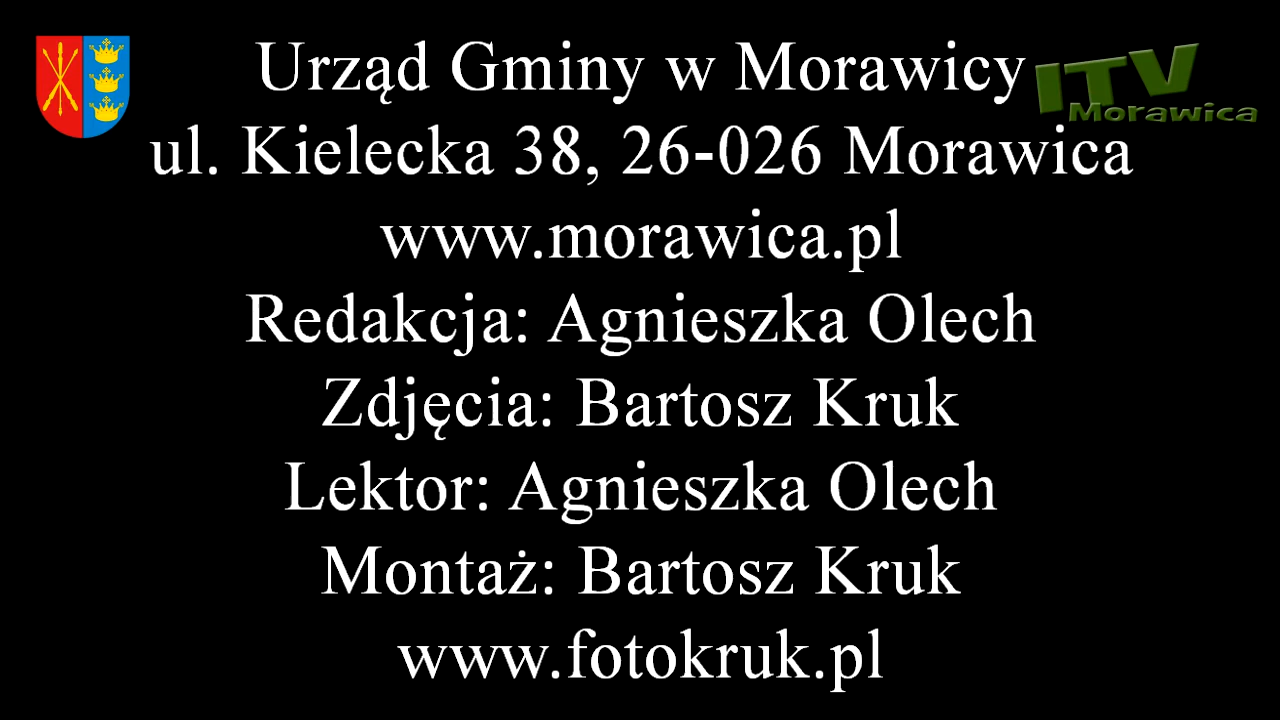 Urząd Gminy w Morawicy
ITV
Morawica
ul. Kielecka 38, 26-026 Morawica
www.morawica.pl
Redakcja: Agnieszka Olech
Zdjęcia: Bartosz Kruk
Lektor: Agnieszka Olech
Montaż: Bartosz Kruk
www.fotokruk.pl